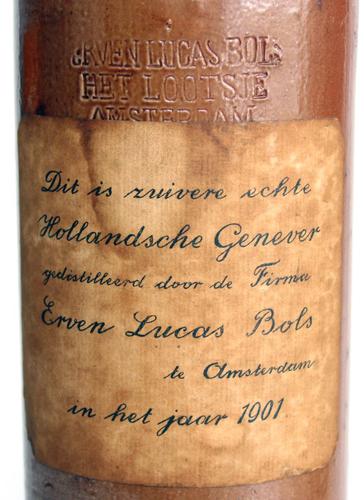 ERVEN LUCAS BOLS
HET LOOTSJE
AMSTERDAM
Dit is zuivere echte
Hollandsche Genever
gedestilleerd door de Firma
Erven Lucas Bols
te Amsterdam
in het jaar 1901.